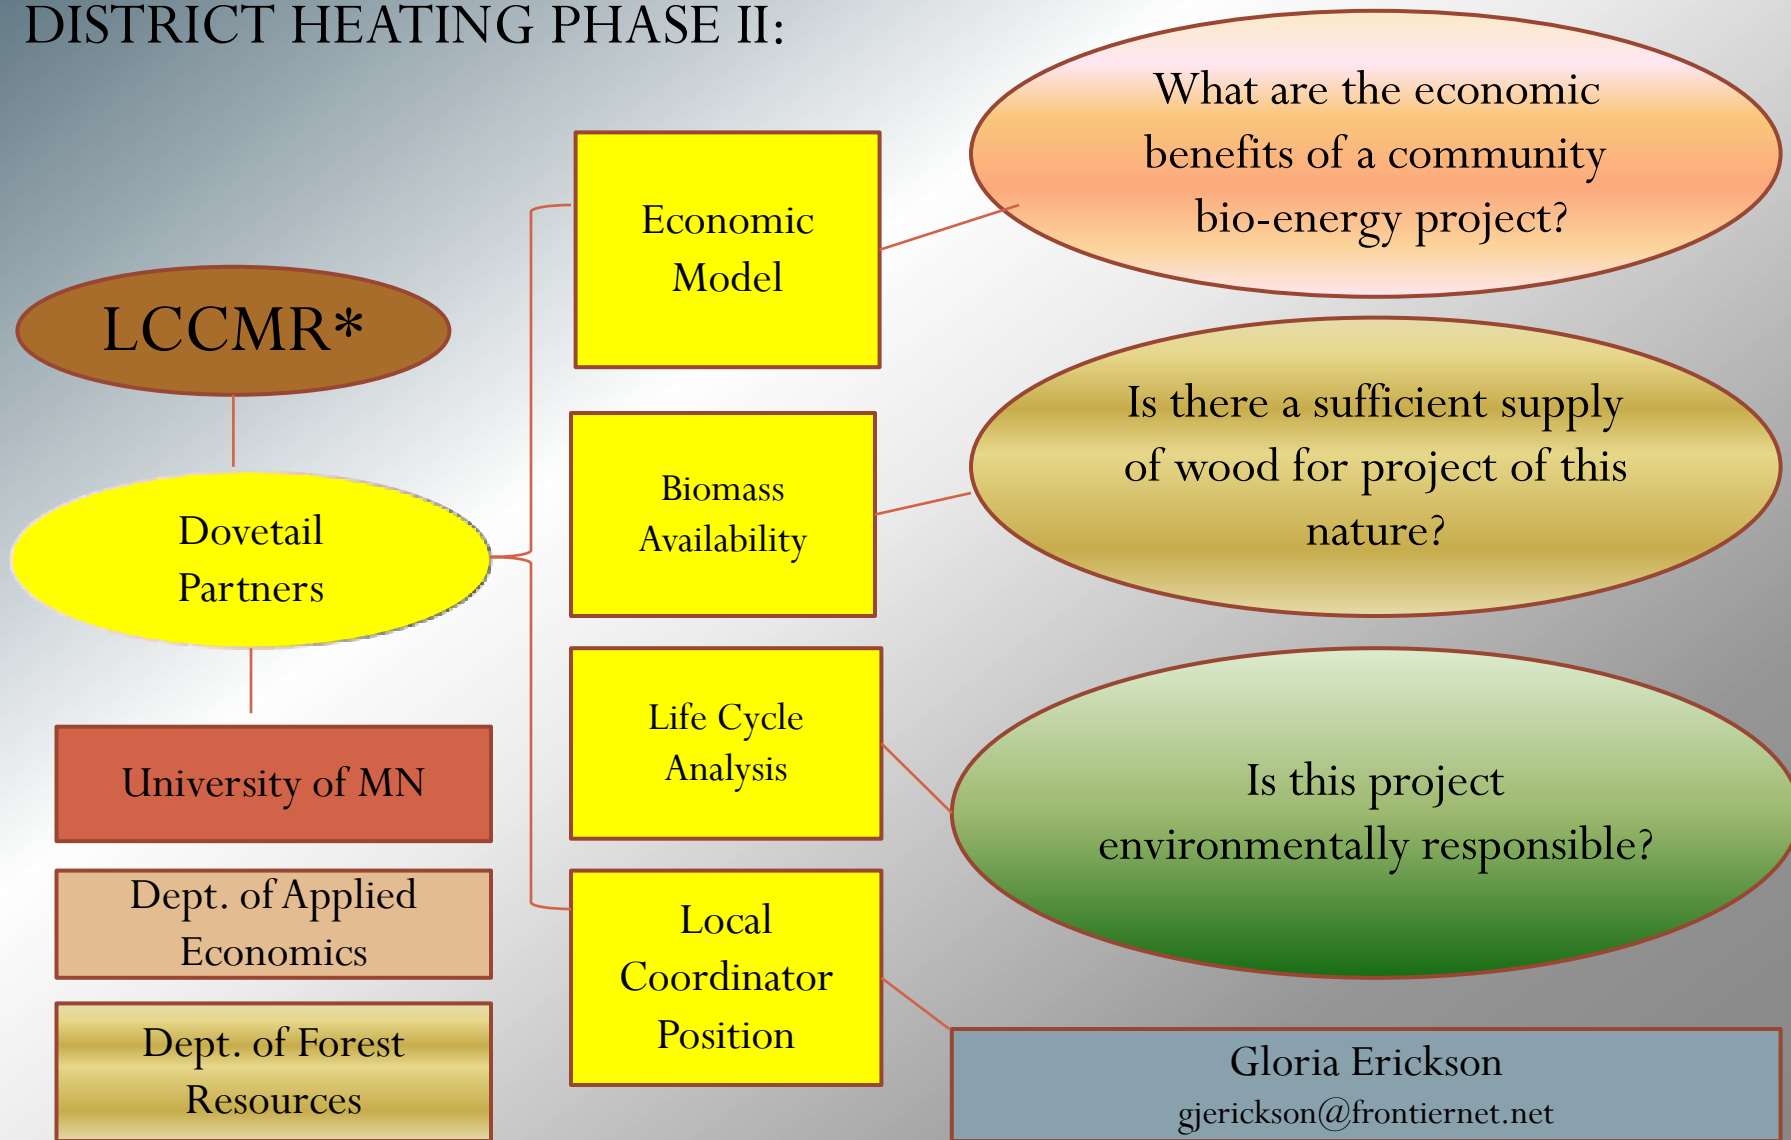 DISTRICT HEATING PHASE II:
LCCMR*
Dovetail
Partners
University of MN
Dept. of Applied
Economics
Dept. of Forest
Resources
Economic
Model
Biomass
Availability
Life Cycle
Analysis
Local
Coordinator
Position
What are the economic
benefits of a community
bio-energy project?
Is there a sufficient supply
of wood for project of this
nature?
Is this project
environmentally responsible?
Gloria Erickson
gjerickson@frontiernet.net